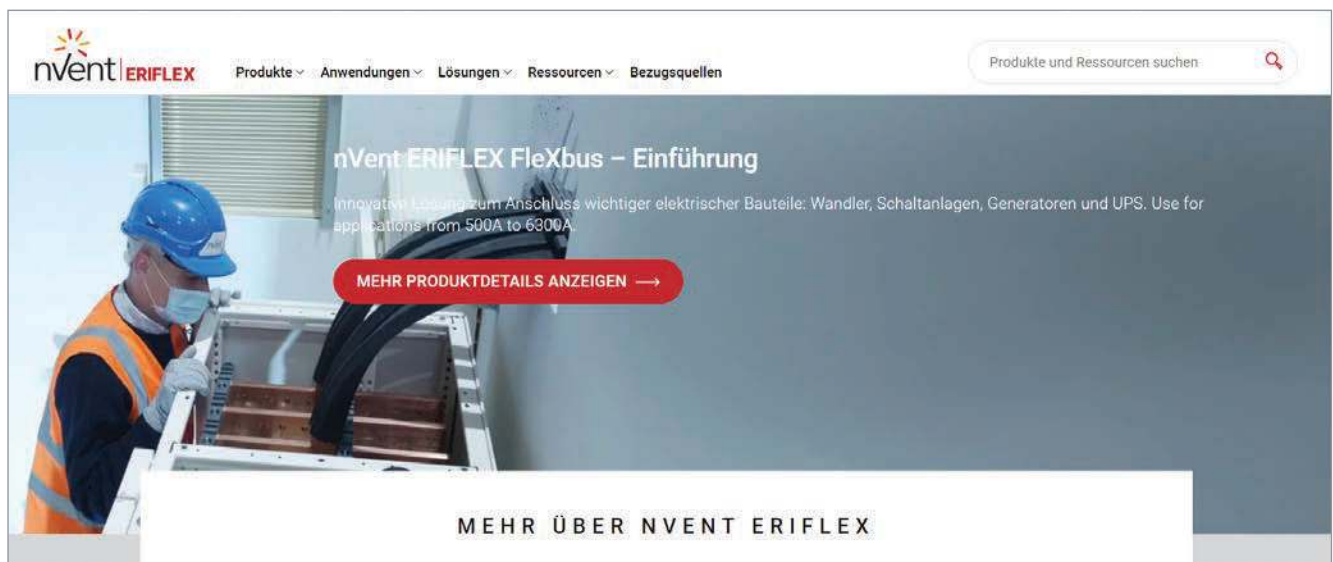 nVent ERIFLEX
Produkte Anwendungen Lösungen Ressourcen Bezugsquellen
Produkte und Ressourcen suchen
nVent ERIFLEX FleXbus – Einführung
Innovative Lösung zum Anschluss wichtiger elektrischer Bauteile: Wandler, Schaltanlagen, Generatoren und UPS. Use for
applications from 500A to 6300A.
MEHR PRODUKTDETAILS ANZEIGEN
MEHR ÜBER NVENT ERIFLEX